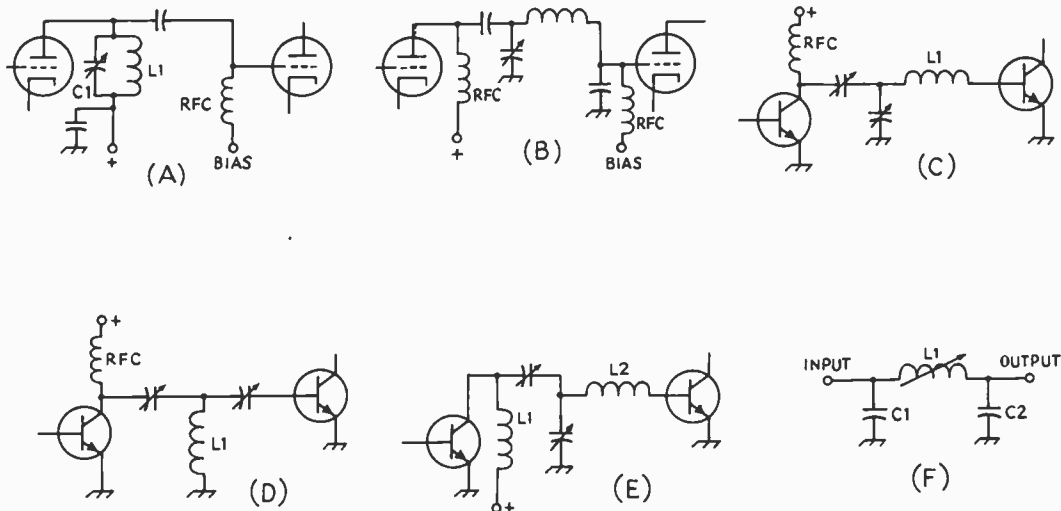 C1
L1
+
RFC
BIAS
(A)
RFC
+
RFC
BIAS
(B)
+
RFC
L1
(C)
+
RFC
L1
(D)
L1
+
L2
(E)
INPUT
L1
OUTPUT
C1
C2
(F)